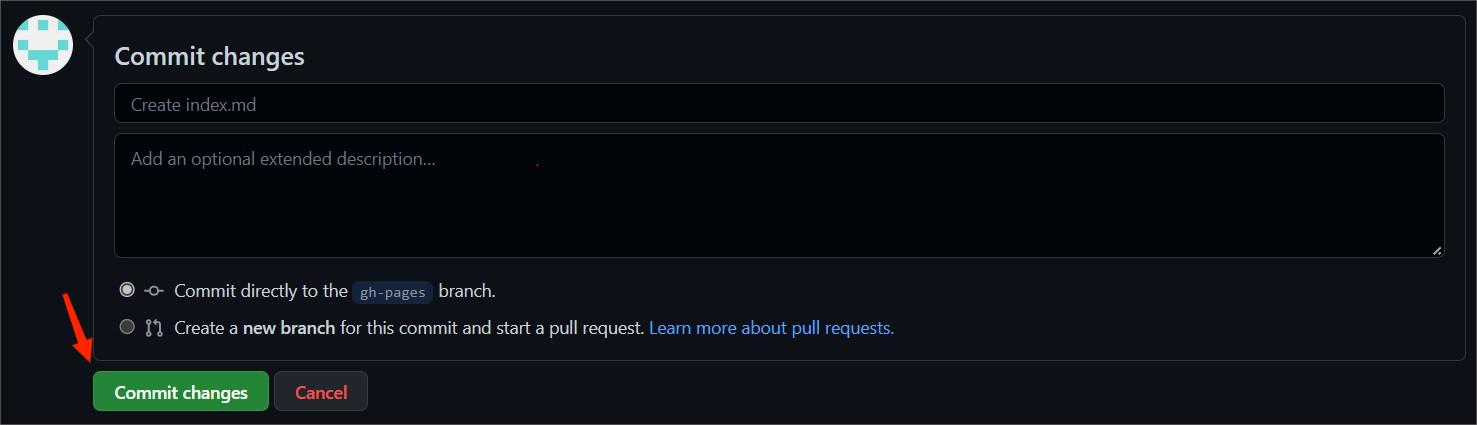 Commit changes
Create index.md
Add an optional extended description...
Commit directly to the gh-pages branch.
Create a new branch for this commit and start a pull request. Learn more about pull requests.
Commit changes Cancel